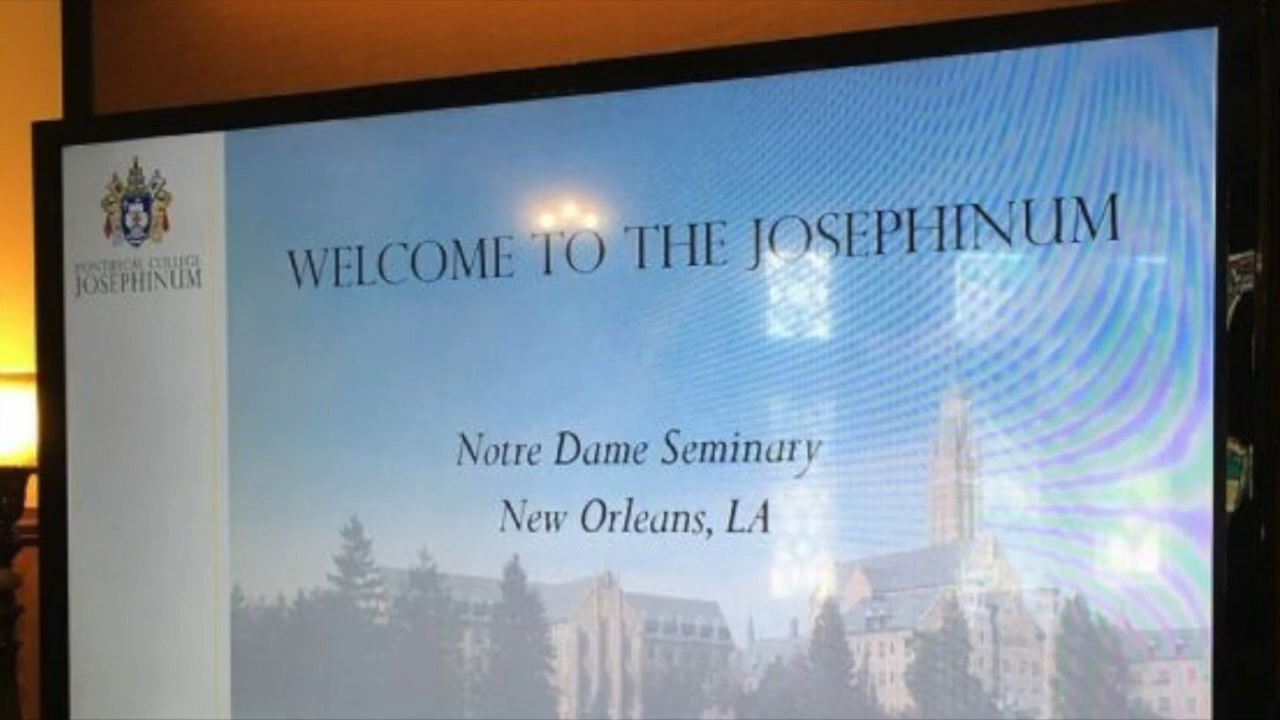 PONTIFICAL COLLEGE
JOSEPHINUM
WELCOME TO THE JOSEPHINUM
Notre Dame Seminary
New Orleans, LA